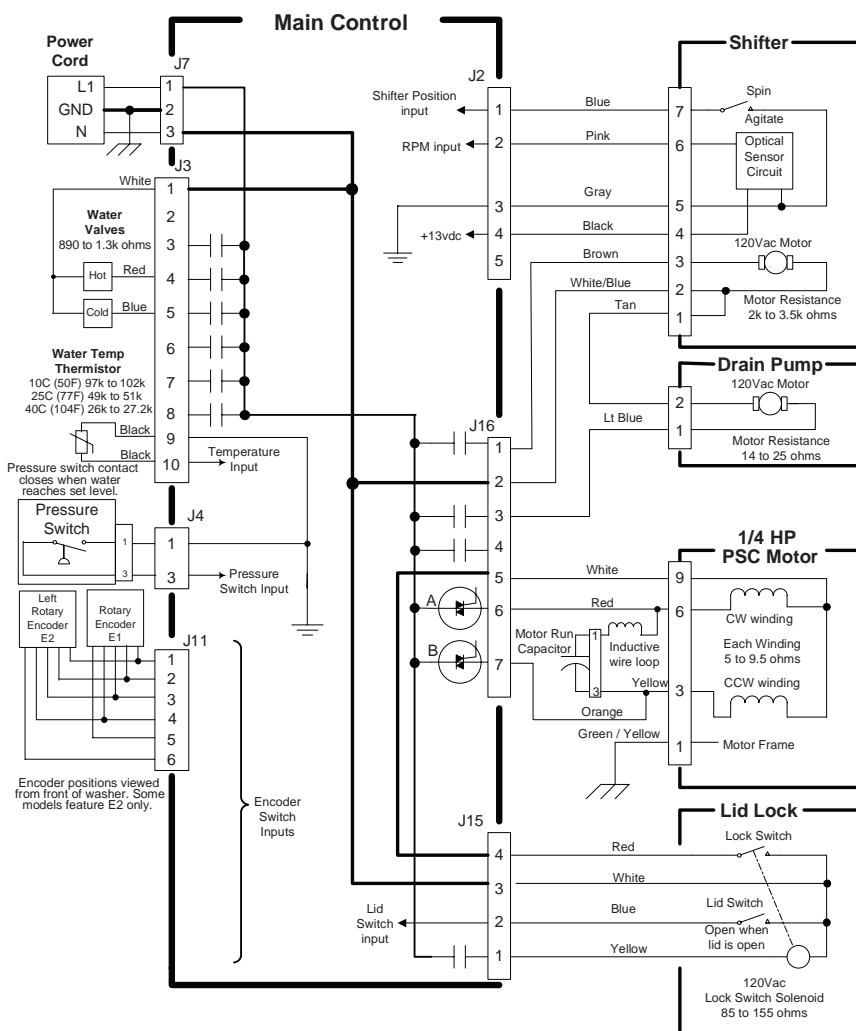 Main Control
Power
Cord
L1
GND
N
J7
1
2
3
J3
White
1
2
3
4
5
6
7
8
9
10
Water
Valves
890 to 1.3k ohms
Hot
Red
Cold
Blue
Water Temp
Thermistor
10C (50F) 97k to 102k
25C (77F) 49k to 51k
40C (104F) 26k to 27.2k
Black
Black
Temperature
Input
Pressure switch contact
closes when water
reaches set level.
Pressure
Switch
1
3
J4
1
3
Pressure
Switch Input
Left
Rotary
Encoder
E2
Rotary
Encoder
E1
J11
1
2
3
4
5
6
Encoder positions viewed
from front of washer. Some
models feature E2 only.
Encoder
Switch
Inputs
J2
Shifter Position
input
RPM input
+13vdc
1
2
3
4
5
Blue
Pink
Gray
Black
Brown
White/Blue
Tan
Shifter
7
6
5
4
3
2
1
Spin
Agitate
Optical
Sensor
Circuit
120Vac Motor
Motor Resistance
2k to 3.5k ohms
Drain Pump
120Vac Motor
2
1
Lt Blue
Motor Resistance
14 to 25 ohms
J16
1
2
3
4
5
6
7
A
B
White
Red
Motor Run
Capacitor
1
3
Inductive
wire loop
Yellow
Orange
Green / Yellow
1/4 HP
PSC Motor
9
6
3
1
CW winding
Each Winding
5 to 9.5 ohms
CCW winding
Motor Frame
J15
4
3
2
1
Lid
Switch
input
Red
White
Blue
Yellow
Lid Lock
Lock Switch
Lid Switch
Open when
lid is open
120Vac
Lock Switch Solenoid
85 to 155 ohms